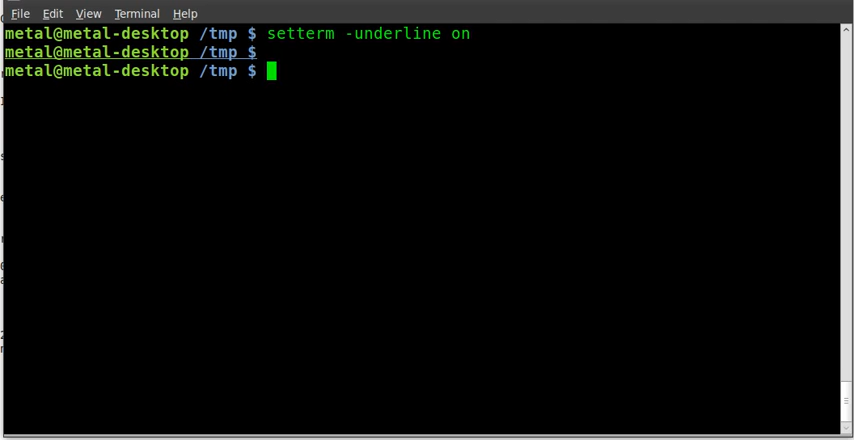 File Edit View Terminal Help
metal@metal-desktop /tmp $ setterm -underline on
metal@metal-desktop /tmp $
metal@metal-desktop /tmp $